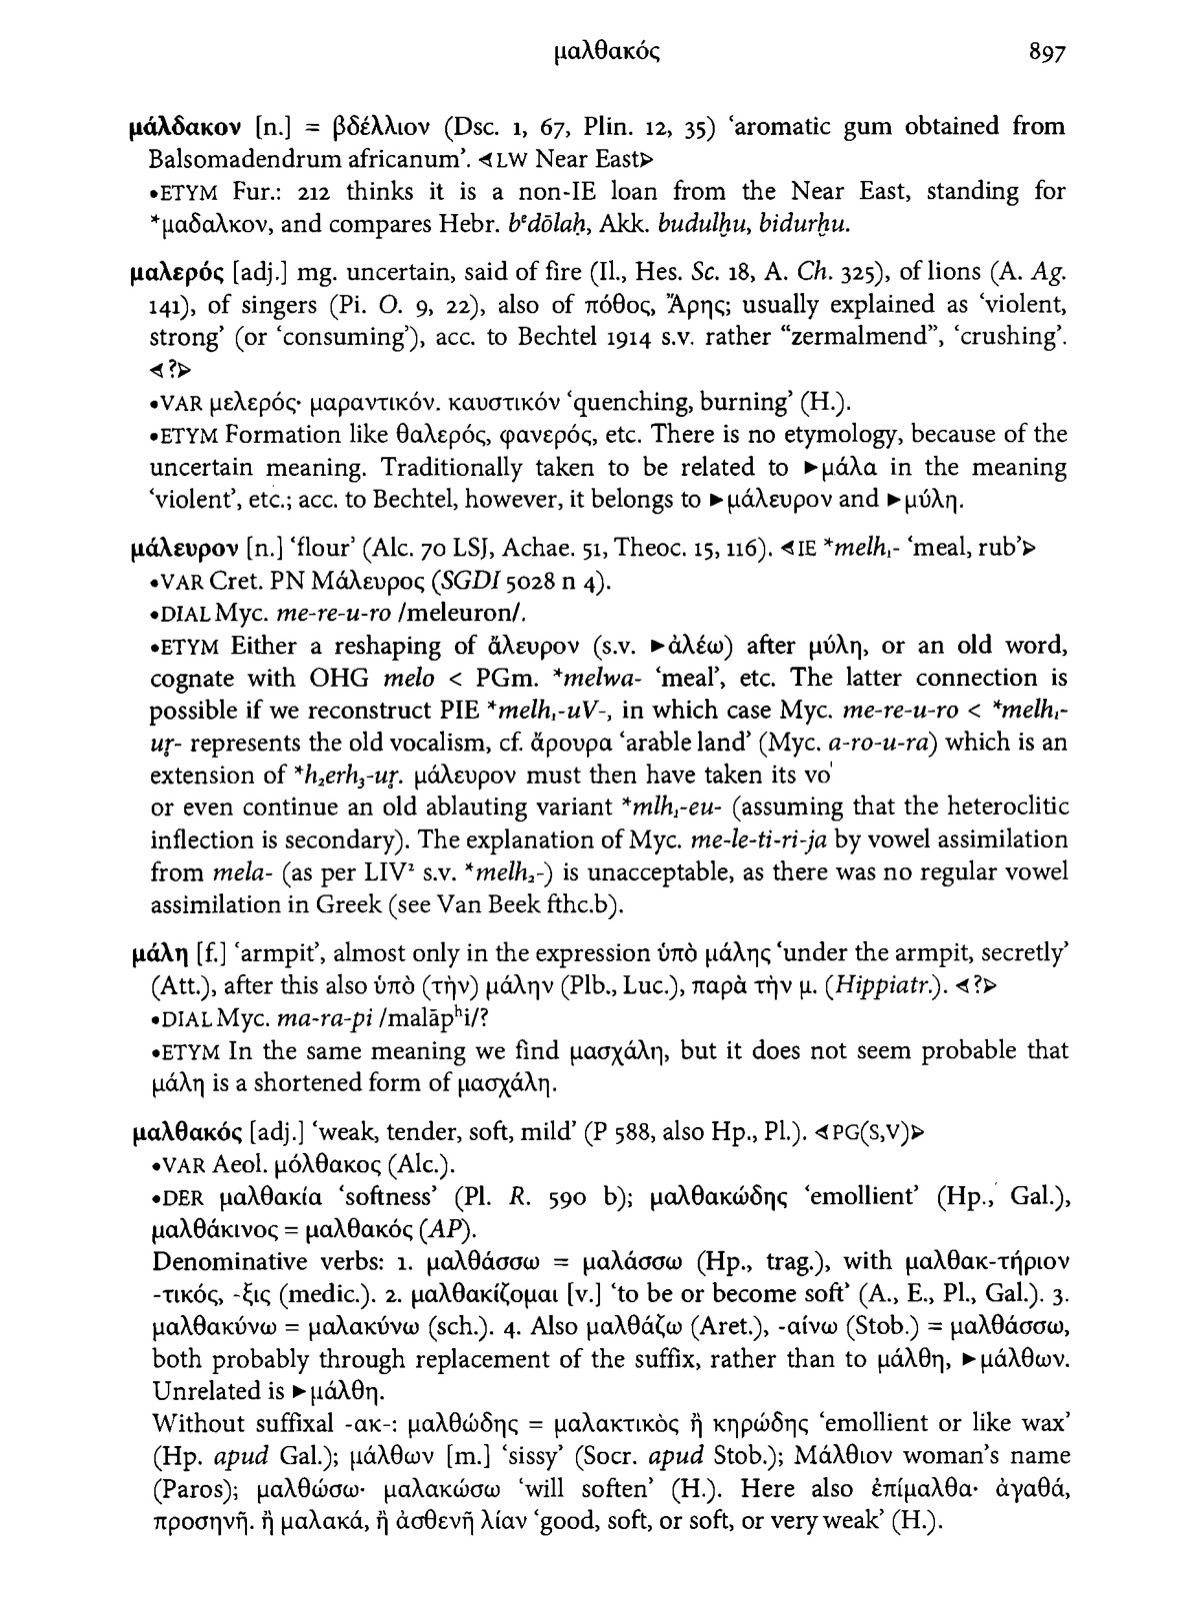 μαλθακός 897
μάλδακον [n.] = βδέλλιον (Dsc. 1, 67, Plin. 12, 35) ‘aromatic gum obtained from
Balsomadendrum africanum’. ⊲LW Near East⊳
•ETYM Fur.: 212 thinks it is a non-IE loan from the Near East, standing for
*μαδαλκον, and compares Hebr. bᵉdōlaḥ, Akk. budulḫu, bidurḫu.
μαλερός [adj.] mg. uncertain, said of fire (Il., Hes. Sc. 18, A. Ch. 325), of lions (A. Ag.
141), of singers (Pi. O. 9, 22), also of πόθος, Ἄρης; usually explained as ‘violent,
strong’ (or ‘consuming’), acc. to Bechtel 1914 s.v. rather “zermalmend”, ‘crushing’.
⊲?⊳
•VAR μελερός· μαραντικόν. καυστικόν ‘quenching, burning’ (H.).
•ETYM Formation like θαλερός, φανερός, etc. There is no etymology, because of the
uncertain meaning. Traditionally taken to be related to ►μάλα in the meaning
‘violent’, etc.; acc. to Bechtel, however, it belongs to ►μάλευρον and ►μύλη.
μάλευρον [n.] ‘flour’ (Alc. 70 LSJ, Achae. 51, Theoc. 15, 116). ⊲IE *melh₁- ‘meal, rub’⊳
•VAR Cret. PN Μάλευρος (SGDI 5028 n 4).
•DIAL Myc. me-re-u-ro /meleuron/.
•ETYM Either a reshaping of ἄλευρον (s.v. ►ἀλέω) after μύλη, or an old word,
cognate with OHG melo < PGm. *melwa- ‘meal’, etc. The latter connection is
possible if we reconstruct PIE *melh₁-uV-, in which case Myc. me-re-u-ro < *melh₁-
ur̥- represents the old vocalism, cf. ἄρουρα ‘arable land’ (Myc. a-ro-u-ra) which is an
extension of *h₂erh₃-ur̥. μάλευρον must then have taken its vo
or even continue an old ablauting variant *mlh₁-eu- (assuming that the heteroclitic
inflection is secondary). The explanation of Myc. me-le-ti-ri-ja by vowel assimilation
from mela- (as per LIV² s.v. *melh₂-) is unacceptable, as there was no regular vowel
assimilation in Greek (see Van Beek fthc.b).
μάλη [f.] ‘armpit’, almost only in the expression ὑπὸ μάλης ‘under the armpit, secretly’
(Att.), after this also ὑπὸ (τὴν) μάλην (Plb., Luc.), παρὰ τὴν μ. (Hippiatr.). ⊲?⊳
•DIAL Myc. ma-ra-pi /malāpʰi/?
•ETYM In the same meaning we find μασχάλη, but it does not seem probable that
μάλη is a shortened form of μασχάλη.
μαλθακός [adj.] ‘weak, tender, soft, mild’ (P 588, also Hp., Pl.). ⊲PG(S,V)⊳
•VAR Aeol. μόλθακος (Alc.).
•DER μαλθακία ‘softness’ (Pl. R. 590 b); μαλθακώδης ‘emollient’ (Hp., Gal.),
μαλθάκινος = μαλθακός (AP).
Denominative verbs: 1. μαλθάσσω = μαλάσσω (Hp., trag.), with μαλθακ-τήριον
-τικός, -ξις (medic.). 2. μαλθακίζομαι [v.] ‘to be or become soft’ (A., E., Pl., Gal.). 3.
μαλθακύνω = μαλακύνω (sch.). 4. Also μαλθάζω (Aret.), -αίνω (Stob.) = μαλθάσσω,
both probably through replacement of the suffix, rather than to μάλθη, ►μάλθων.
Unrelated is ►μάλθη.
Without suffixal -ακ-: μαλθώδης = μαλακτικὸς ἢ κηρώδης ‘emollient or like wax’
(Hp. apud Gal.); μάλθων [m.] ‘sissy’ (Socr. apud Stob.); Μάλθιον woman’s name
(Paros); μαλθώσω· μαλακώσω ‘will soften’ (H.). Here also ἐπίμαλθα· ἀγαθά,
προσηνῆ. ἢ μαλακά, ἢ ἀσθενῆ λίαν ‘good, soft, or soft, or very weak’ (H.).